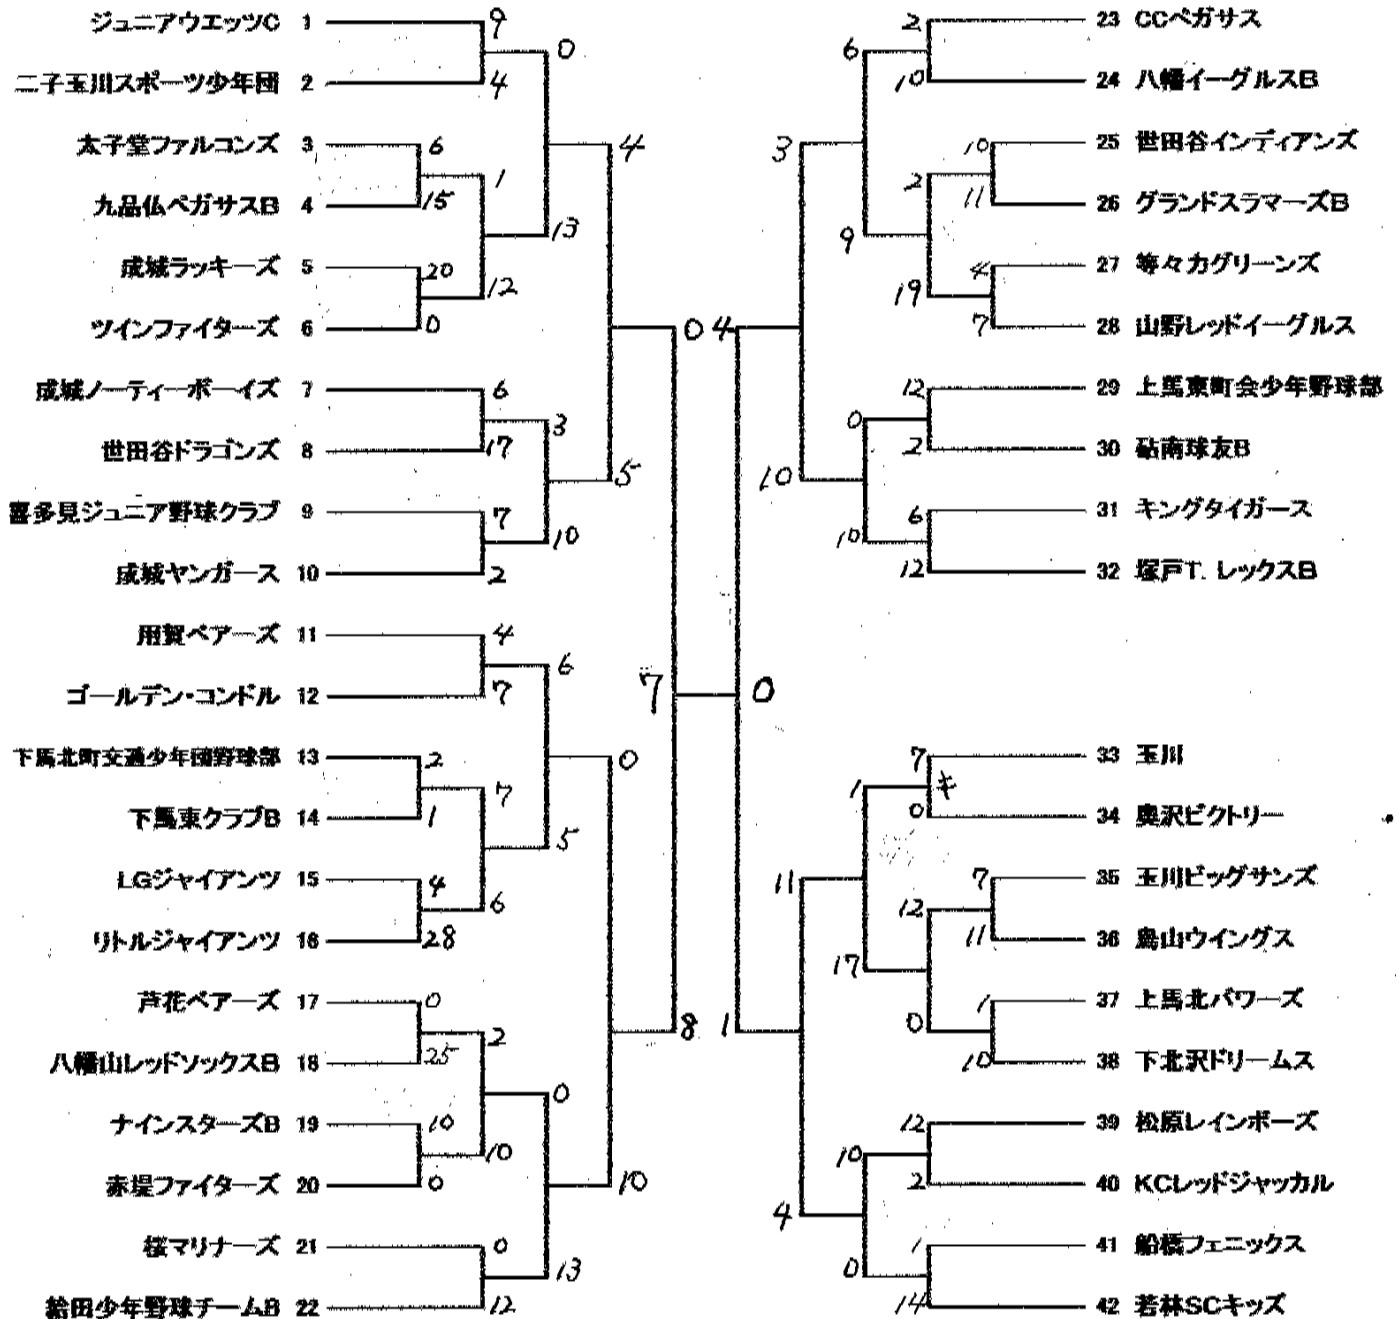 ジュニアウエッツC 1 9
0
二子玉川スポーツ少年団 2 4
太子堂ファルコンズ 3 6
4
1
九品仏ペガサスB 4 15
13
成城ラッキーズ 5 20
12
ツインファイターズ 6 0
0
成城ノーティーボーイズ 7 6
3
世田谷ドラゴンズ 8 17
5
喜多見ジュニア野球クラブ 9 7
10
成城ヤンガース 10 2
用賀ベアーズ 11 4
6
ゴールデン・コンドル 12 7
7
下馬北町交通少年団野球部 13 2
0
7
下馬東クラブB 14 1
5
LGジャイアンツ 15 4
6
リトルジャイアンツ 16 28
芦花ベアーズ 17 0
2
8
八幡山レッドソックスB 18 25
0
ナインスターズB 19 10
10
赤堤ファイターズ 20 0
10
桜マリナーズ 21 0
13
給田少年野球チームB 22 12
2 23 CCペガサス
6
10 24 八幡イーグルスB
3
10 25 世田谷インディアンズ
2
11 26 グランドスラマーズB
9
4 27 等々力グリーンズ
19
7 28 山野レッドイーグルス
4
12 29 上馬東町会少年野球部
0
2 30 砧南球友B
10
6 31 キングタイガース
10
12 32 塚戸T. レックスB
0
7 33 玉川
1 キ
0 34 奥沢ビクトリー
11
7 35 玉川ビッグサンズ
12
11 36 烏山ウイングス
17
1 37 上馬北パワーズ
0
1
10 38 下北沢ドリームス
12 39 松原レインボーズ
10
2 40 KCレッドジャッカル
4
1 41 船橋フェニックス
0
14 42 若林SCキッズ